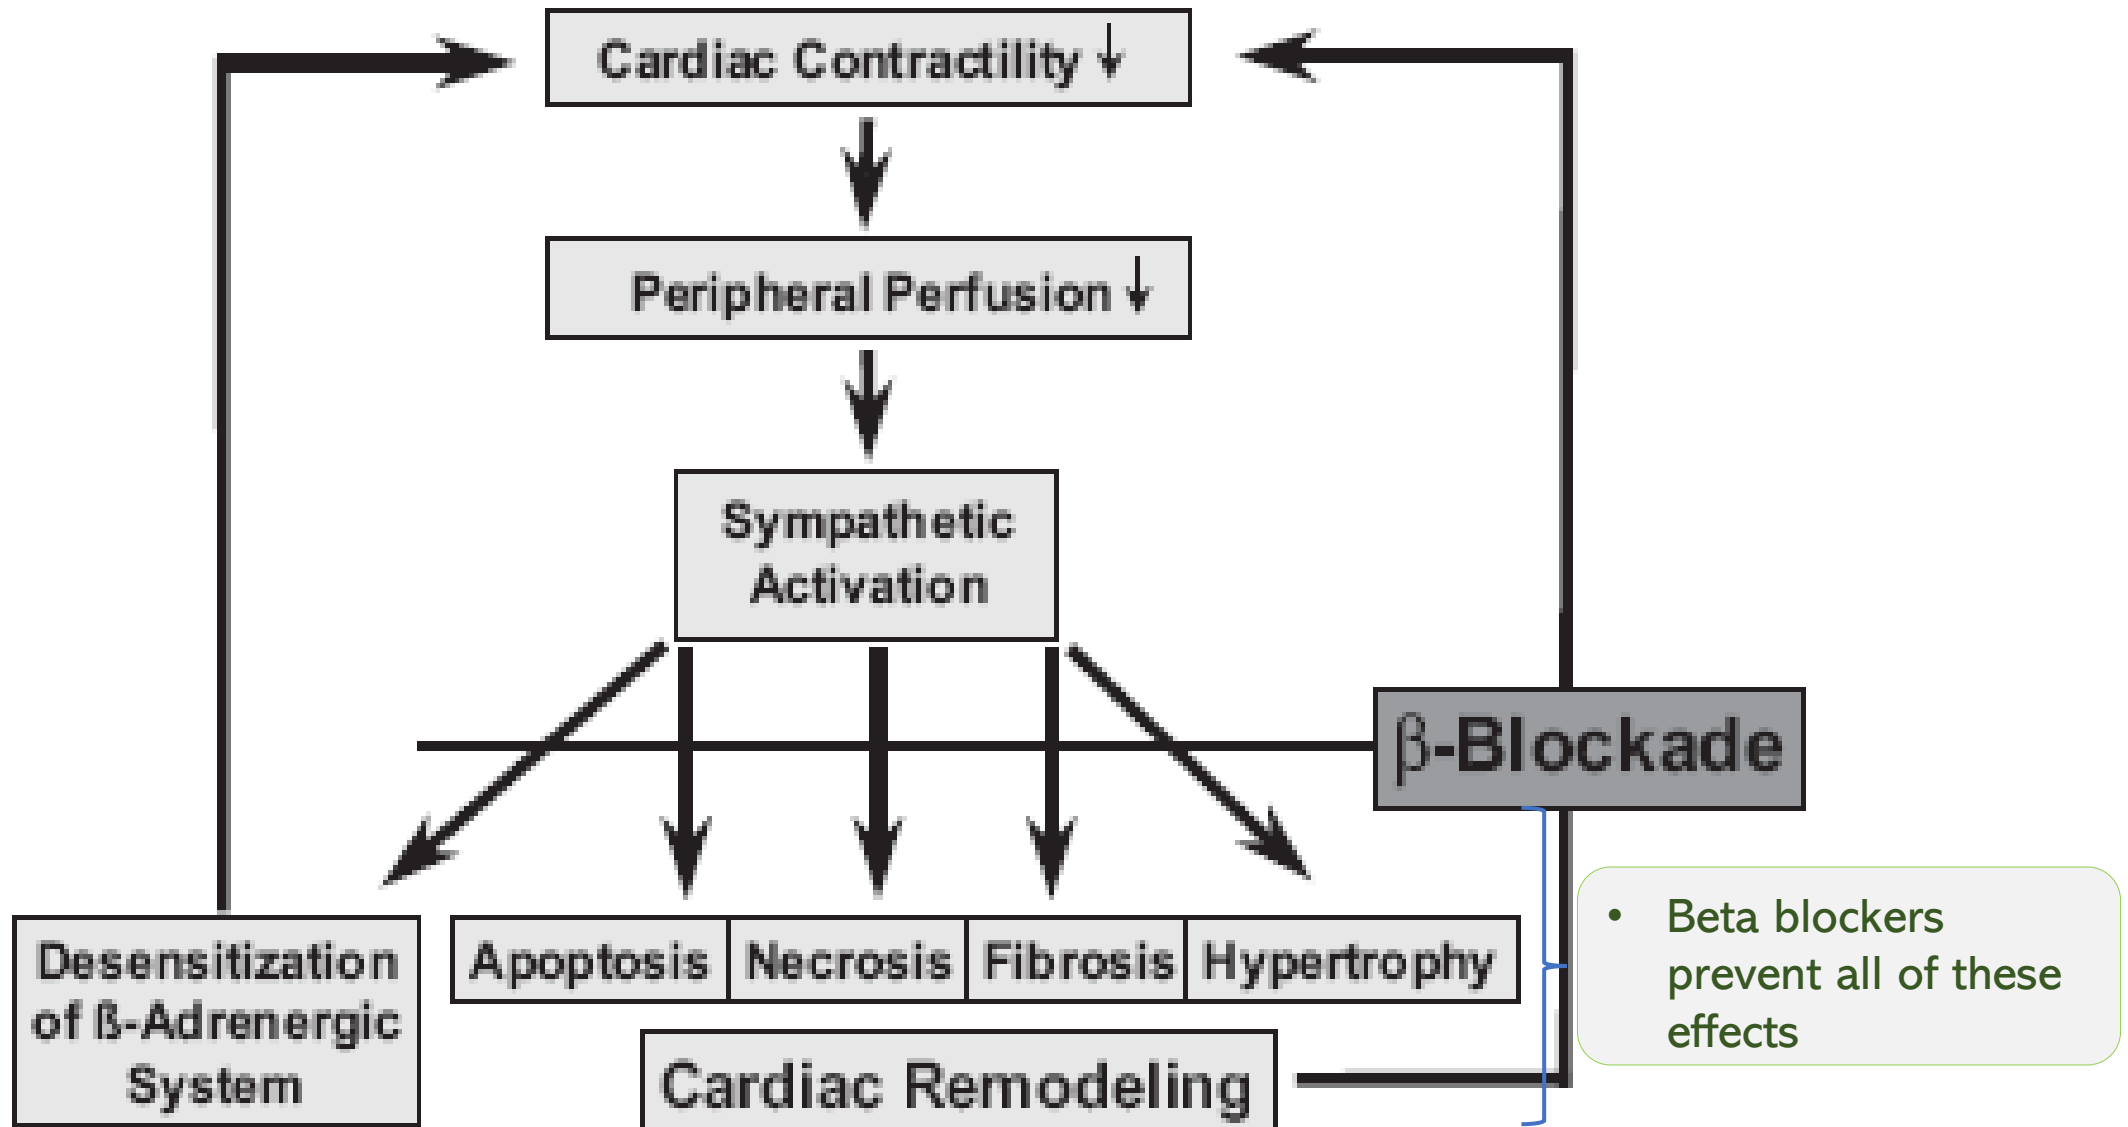 Cardiac Contractility ↓
Peripheral Perfusion ↓
Sympathetic
Activation
β-Blockade
Desensitization
of ß-Adrenergic
System
Apoptosis
Necrosis
Fibrosis
Hypertrophy
Cardiac Remodeling
• Beta blockers
prevent all of these
effects